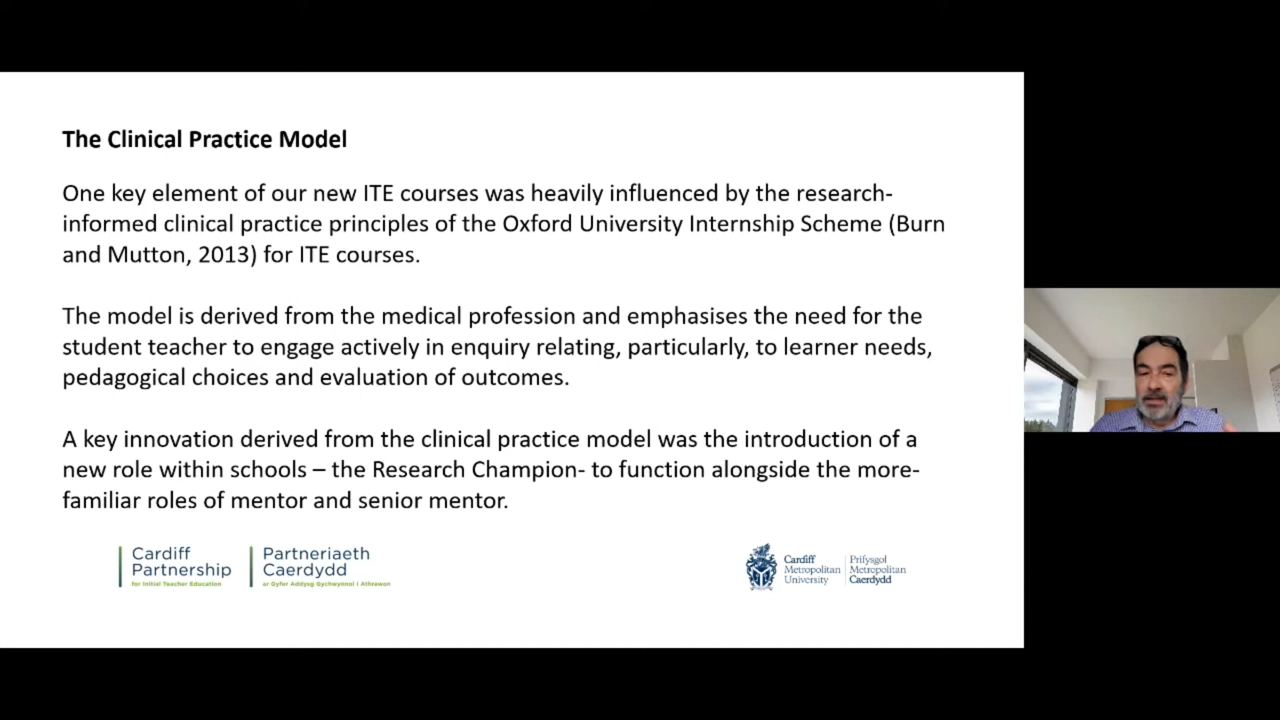 The Clinical Practice Model
One key element of our new ITE courses was heavily influenced by the research-
informed clinical practice principles of the Oxford University Internship Scheme (Burn
and Mutton, 2013) for ITE courses.
The model is derived from the medical profession and emphasises the need for the
student teacher to engage actively in enquiry relating, particularly, to learner needs,
pedagogical choices and evaluation of outcomes.
A key innovation derived from the clinical practice model was the introduction of a
new role within schools – the Research Champion- to function alongside the more-
familiar roles of mentor and senior mentor.
Cardiff
Partnership
for Initial Teacher Education
Partneriaeth
Caerdydd
ar Gyfer Addysg Gychwynnol i Athrawon
Cardiff
Metropolitan
University
Prifysgol
Metropolitan
Caerdydd